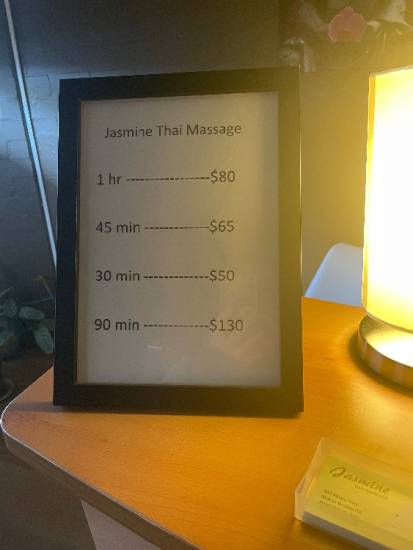 Jasmine Thai Massage
1 hr -----------------$80
45 min -------------$65
30 min -------------$50
90 min -------------$130
Jasmine